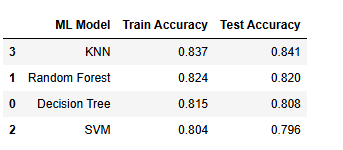 ML Model Train Accuracy Test Accuracy
3 KNN 0.837 0.841
1 Random Forest 0.824 0.820
0 Decision Tree 0.815 0.808
2 SVM 0.804 0.796